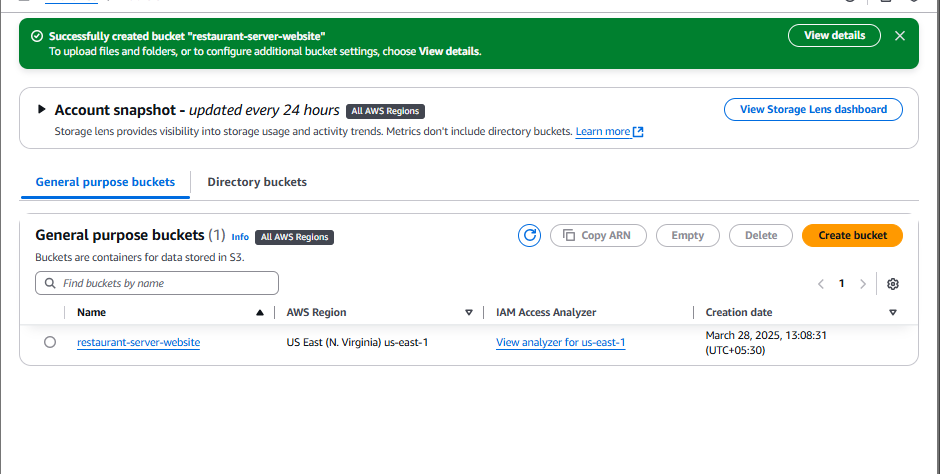 Successfully created bucket "restaurant-server-website"
To upload files and folders, or to configure additional bucket settings, choose View details.
View details
Account snapshot - updated every 24 hours All AWS Regions
View Storage Lens dashboard
Storage lens provides visibility into storage usage and activity trends. Metrics don't include directory buckets. Learn more
General purpose buckets
Directory buckets
General purpose buckets (1) Info All AWS Regions
Copy ARN
Empty
Delete
Create bucket
Buckets are containers for data stored in S3.
Find buckets by name
1
Name
AWS Region
IAM Access Analyzer
Creation date
restaurant-server-website
US East (N. Virginia) us-east-1
View analyzer for us-east-1
March 28, 2025, 13:08:31
(UTC+05:30)